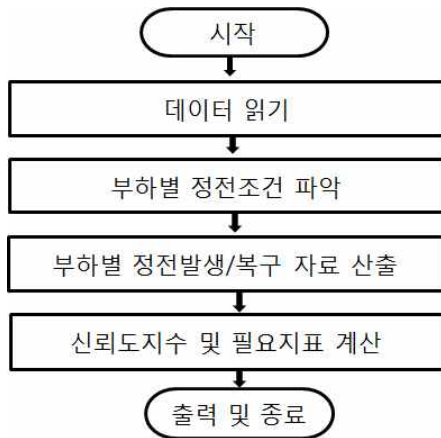 시작
데이터 읽기
부하별 정전조건 파악
부하별 정전발생/복구 자료 산출
신뢰도지수 및 필요지표 계산
출력 및 종료